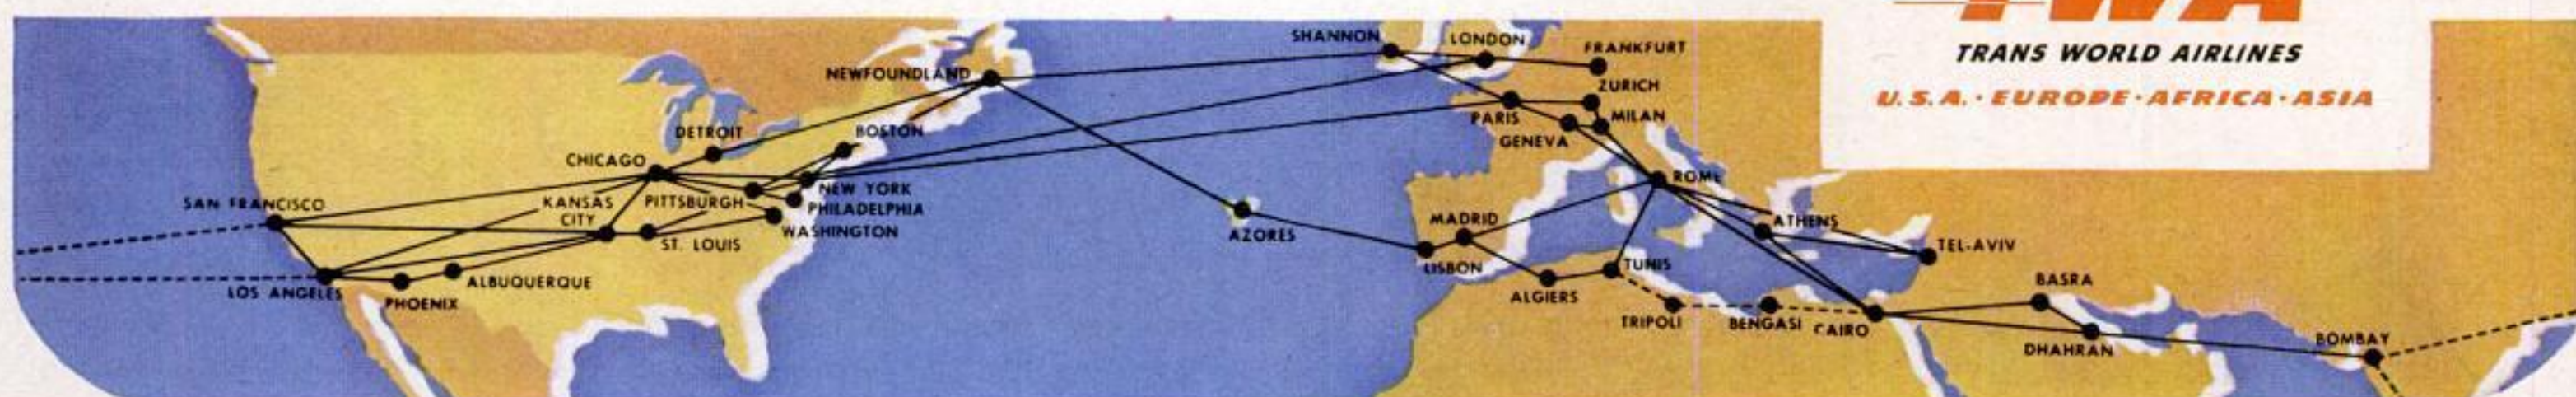 TWA
TRANS WORLD AIRLINES
U.S.A. · EUROPE · AFRICA · ASIA
SHANNON
LONDON
FRANKFURT
NEWFOUNDLAND
ZURICH
DETROIT
BOSTON
PARIS
MILAN
GENEVA
CHICAGO
NEW YORK
ROME
SAN FRANCISCO
KANSAS
CITY
PITTSBURGH
PHILADELPHIA
WASHINGTON
ST. LOUIS
MADRID
ATHENS
AZORES
TEL-AVIV
LISBON
TUNIS
LOS ANGELES
PHOENIX
ALBUQUERQUE
ALGIERS
BASRA
TRIPOLI
BENGASI
CAIRO
DHAHRAN
BOMBAY